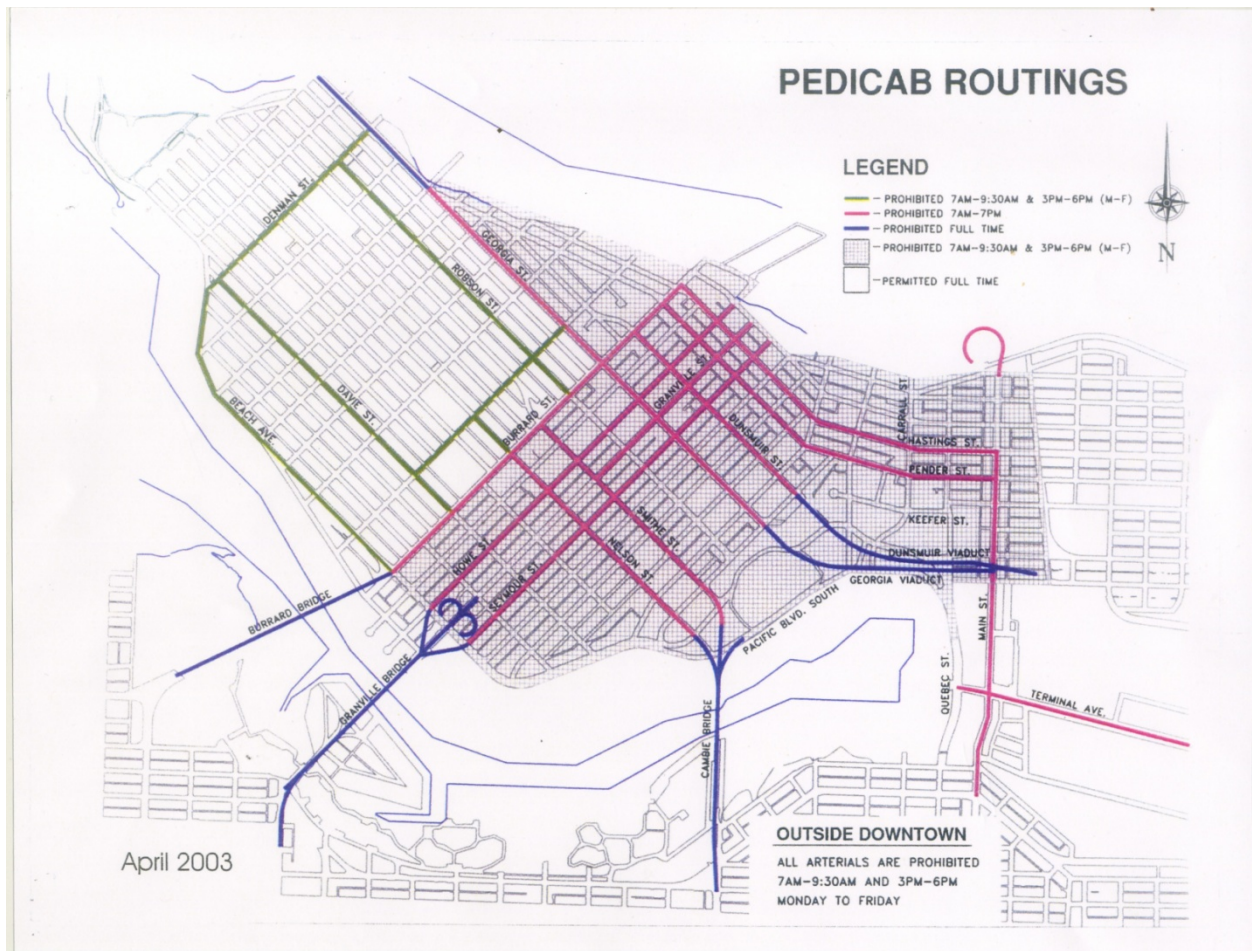 PEDICAB ROUTINGS
LEGEND
— PROHIBITED 7AM–9:30AM & 3PM–6PM (M–F)
— PROHIBITED 7AM–7PM
— PROHIBITED FULL TIME
— PROHIBITED 7AM–9:30AM & 3PM–6PM (M–F)
— PERMITTED FULL TIME
N
DENMAN ST.
GEORGIA ST.
ROBSON ST.
DAVIE ST.
BEACH AVE.
BURRARD ST.
GRANVILLE ST.
DUNSMUIR ST.
CARRALL ST
HASTINGS ST.
PENDER ST.
KEEFER ST.
SMITHE ST.
NELSON ST.
HOWE ST
SEYMOUR ST.
DUNSMUIR VIADUCT
GEORGIA VIADUCT
BURRARD BRIDGE
GRANVILLE BRIDGE
CAMBIE BRIDGE
PACIFIC BLVD. SOUTH
QUEBEC ST.
MAIN ST.
TERMINAL AVE.
April 2003
OUTSIDE DOWNTOWN
ALL ARTERIALS ARE PROHIBITED
7AM–9:30AM AND 3PM–6PM
MONDAY TO FRIDAY